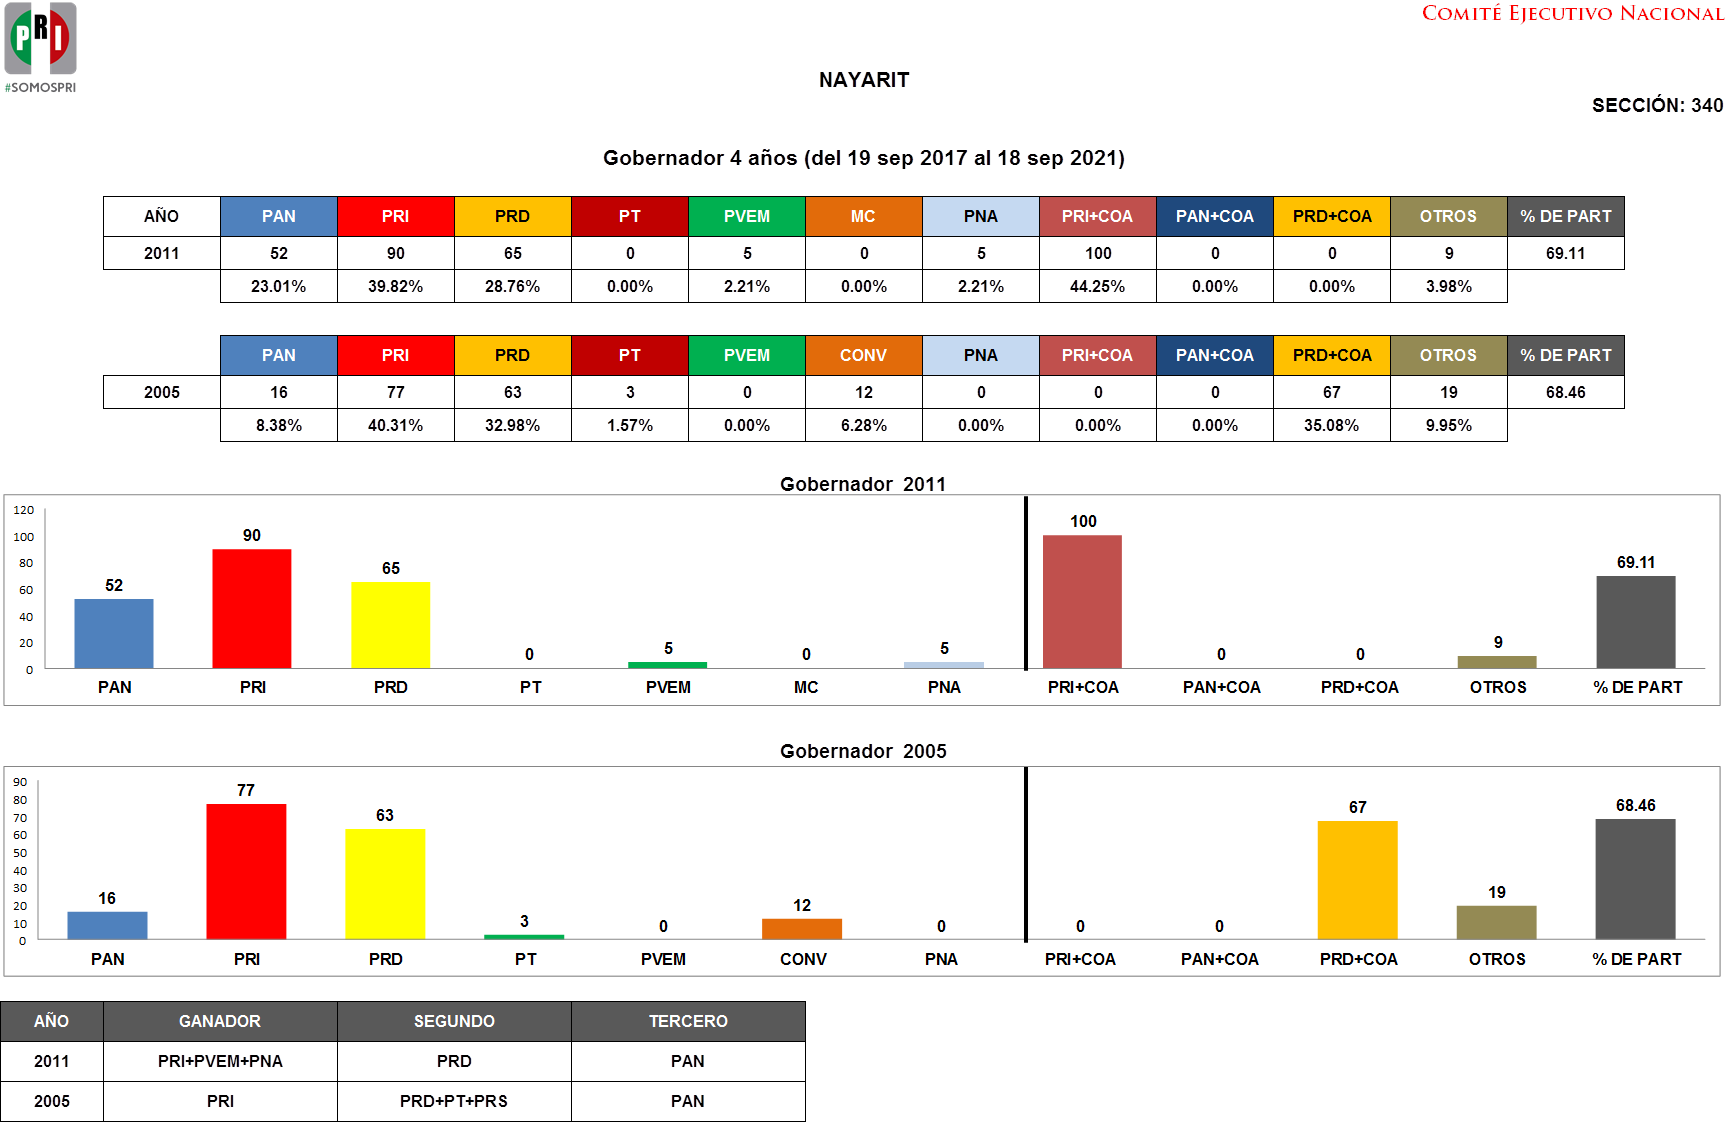 PRI
#SOMOSPRI
COMITÉ EJECUTIVO NACIONAL
NAYARIT
SECCIÓN: 340
Gobernador 4 años (del 19 sep 2017 al 18 sep 2021)
AÑO PAN PRI PRD PT PVEM MC PNA PRI+COA PAN+COA PRD+COA OTROS % DE PART
2011 52 90 65 0 5 0 5 100 0 0 9 69.11
23.01% 39.82% 28.76% 0.00% 2.21% 0.00% 2.21% 44.25% 0.00% 0.00% 3.98%
PAN PRI PRD PT PVEM CONV PNA PRI+COA PAN+COA PRD+COA OTROS % DE PART
2005 16 77 63 3 0 12 0 0 0 67 19 68.46
8.38% 40.31% 32.98% 1.57% 0.00% 6.28% 0.00% 0.00% 0.00% 35.08% 9.95%
Gobernador 2011
120
100
80
60
40
20
0
52 90 65 0 5 0 5 100 0 0 9 69.11
PAN PRI PRD PT PVEM MC PNA PRI+COA PAN+COA PRD+COA OTROS % DE PART
Gobernador 2005
90
80
70
60
50
40
30
20
10
0
16 77 63 3 0 12 0 0 0 67 19 68.46
PAN PRI PRD PT PVEM CONV PNA PRI+COA PAN+COA PRD+COA OTROS % DE PART
AÑO GANADOR SEGUNDO TERCERO
2011 PRI+PVEM+PNA PRD PAN
2005 PRI PRD+PT+PRS PAN